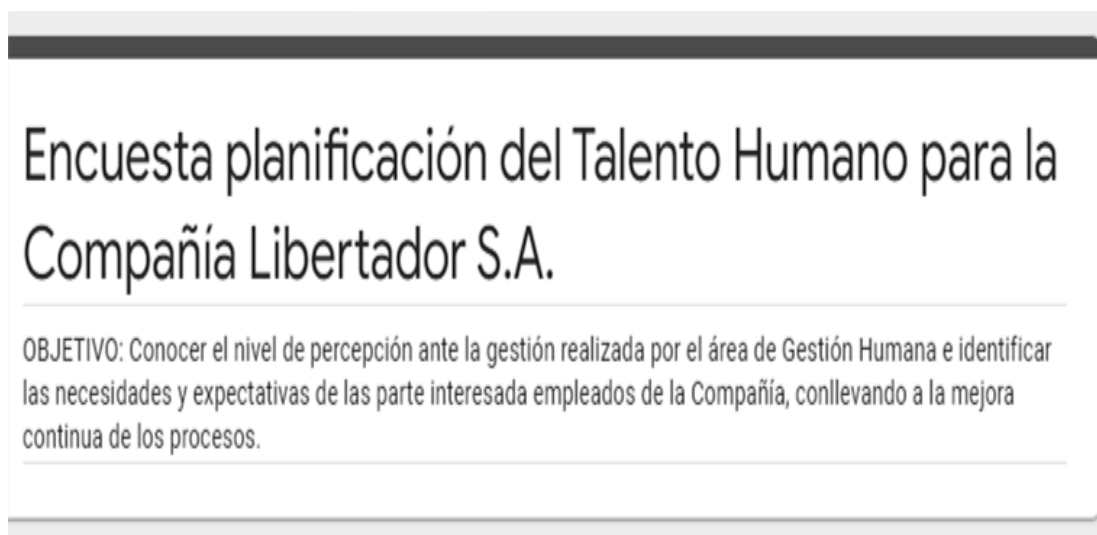 Encuesta planificación del Talento Humano para la
Compañía Libertador S.A.
OBJETIVO: Conocer el nivel de percepción ante la gestión realizada por el área de Gestión Humana e identificar
las necesidades y expectativas de las parte interesada empleados de la Compañía, conllevando a la mejora
continua de los procesos.